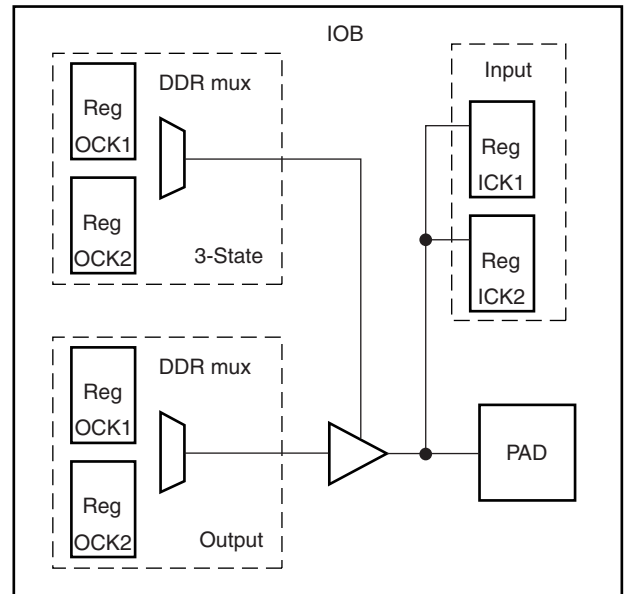 IOB
DDR mux
Reg
OCK1
Reg
OCK2
3-State
Input
Reg
ICK1
Reg
ICK2
DDR mux
Reg
OCK1
Reg
OCK2
Output
PAD